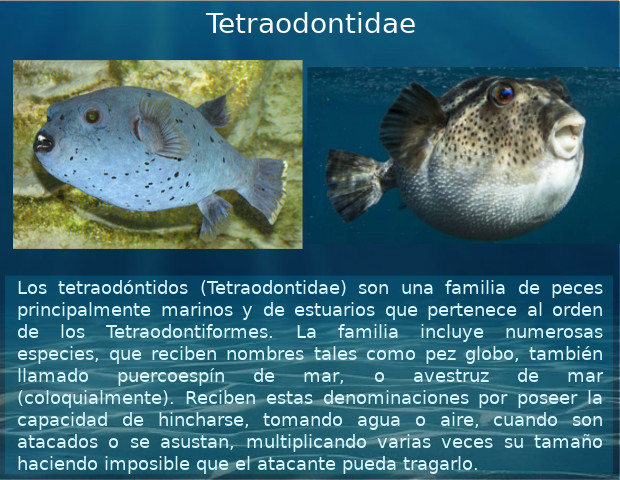 Tetraodontidae
Los tetraodóntidos (Tetraodontidae) son una familia de peces
principalmente marinos y de estuarios que pertenece al orden
de los Tetraodontiformes. La familia incluye numerosas
especies, que reciben nombres tales como pez globo, también
llamado puercoespín de mar, o avestruz de mar
(coloquialmente). Reciben estas denominaciones por poseer la
capacidad de hincharse, tomando agua o aire, cuando son
atacados o se asustan, multiplicando varias veces su tamaño
haciendo imposible que el atacante pueda tragarlo.